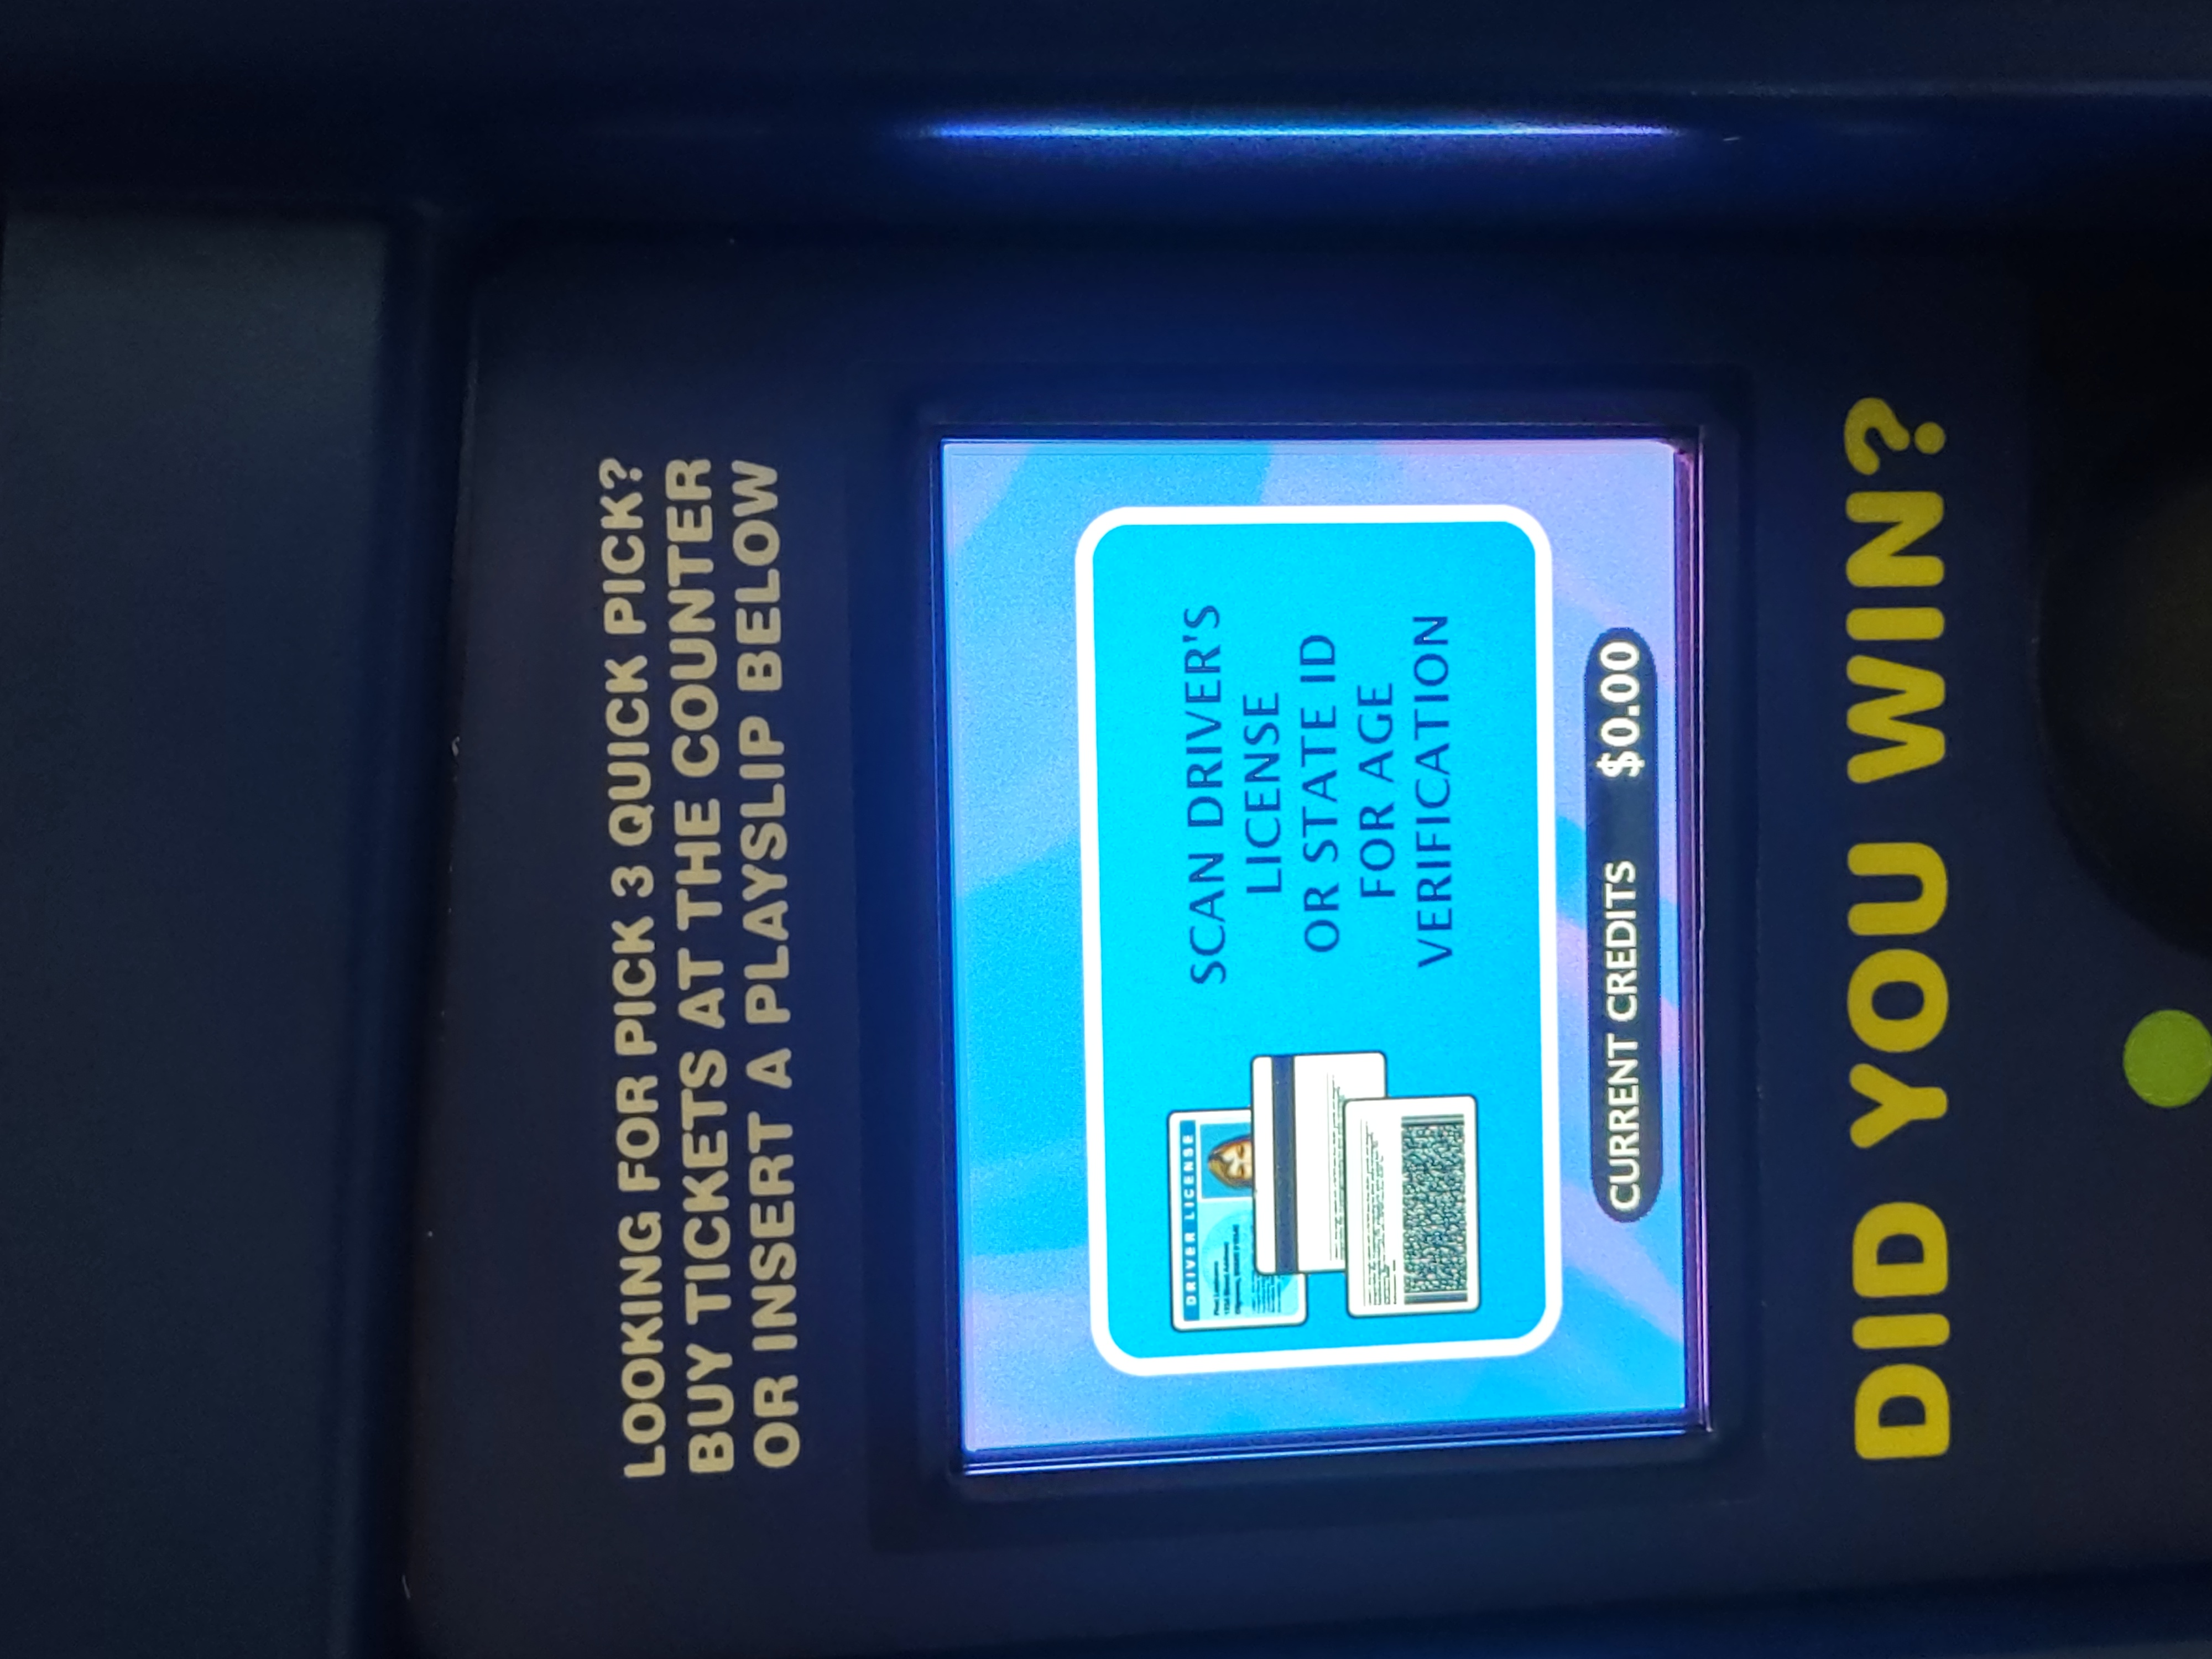 LOOKING FOR PICK 3 QUICK PICK?
BUY TICKETS AT THE COUNTER
OR INSERT A PLAYSLIP BELOW
DRIVER LICENSE
SCAN DRIVER'S
LICENSE
OR STATE ID
FOR AGE
VERIFICATION
CURRENT CREDITS $0.00
DID YOU WIN?